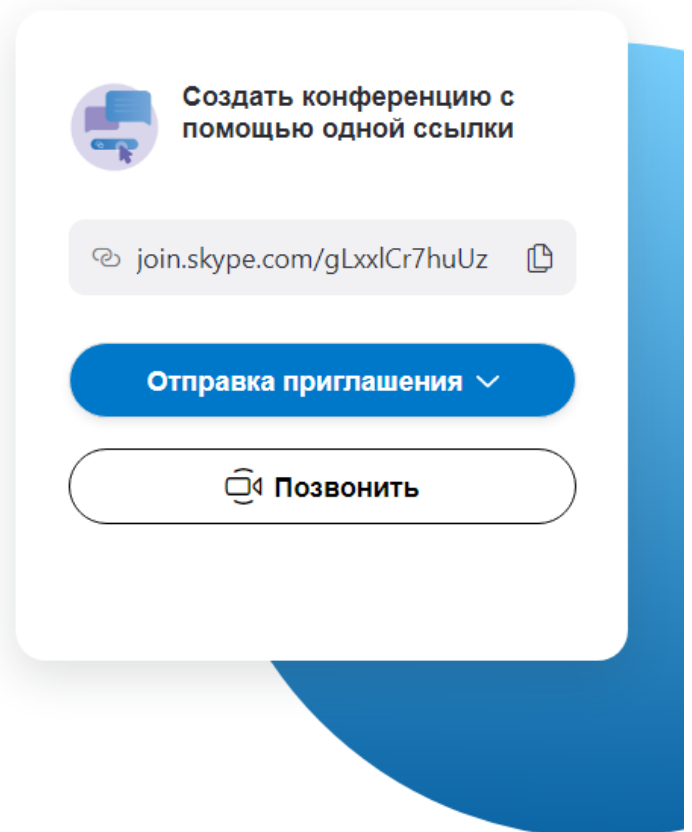 Создать конференцию с
помощью одной ссылки
join.skype.com/gLxxlCr7huUz
Отправка приглашения
Позвонить